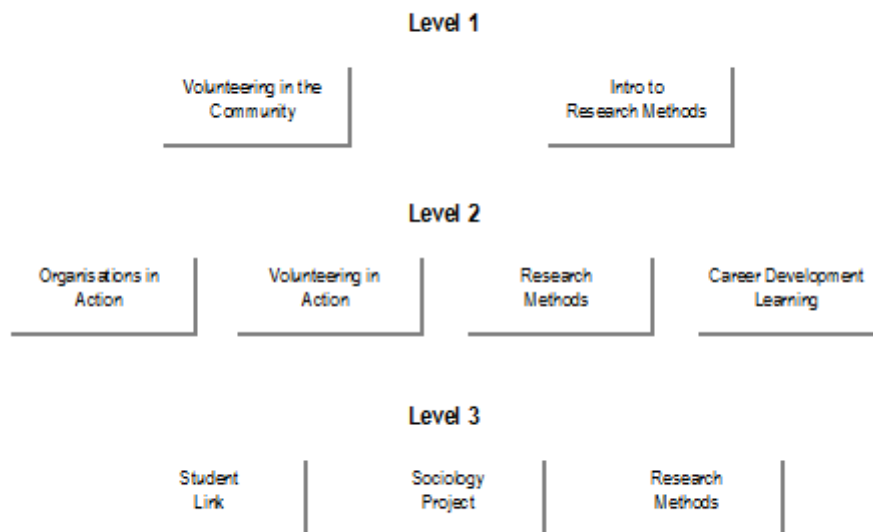 Level 1
Volunteering in the
Community
Intro to
Research Methods
Level 2
Organisations in
Action
Volunteering in
Action
Research
Methods
Career Development
Learning
Level 3
Student
Link
Sociology
Project
Research
Methods